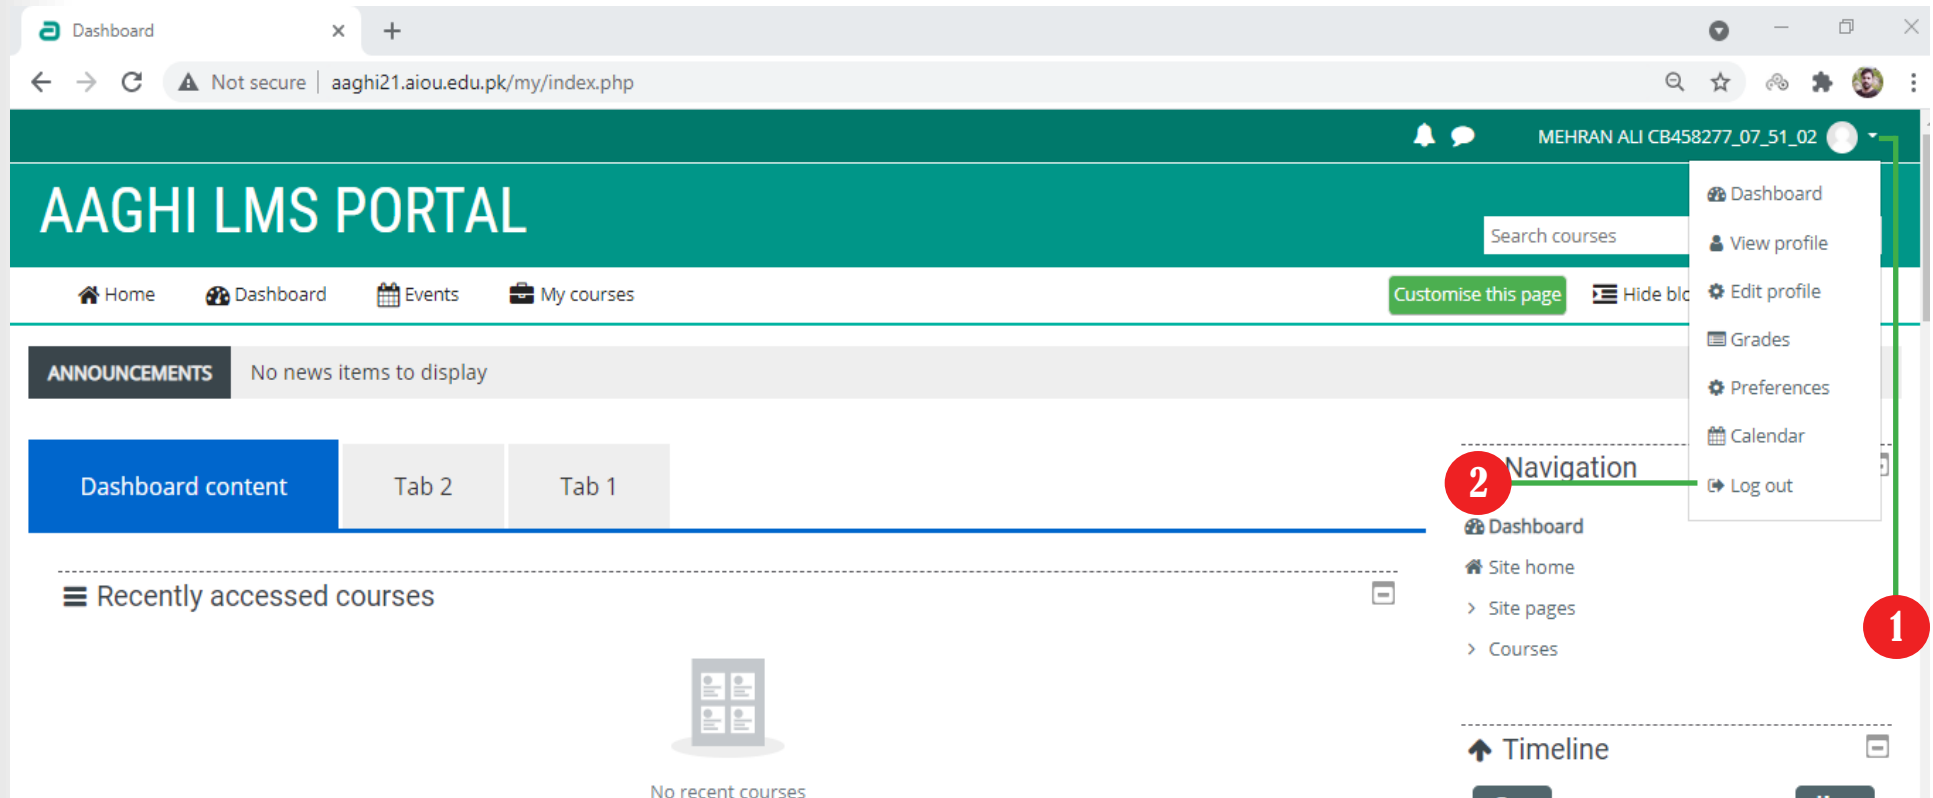 Dashboard
Not secure | aaghi21.aiou.edu.pk/my/index.php
MEHRAN ALI CB458277_07_51_02
AAGHI LMS PORTAL
Search courses
Home Dashboard Events My courses Customise this page Hide blc
Dashboard
View profile
Edit profile
Grades
Preferences
Calendar
Log out
ANNOUNCEMENTS No news items to display
Dashboard content Tab 2 Tab 1
Recently accessed courses
No recent courses
2 Navigation
Dashboard
Site home
Site pages
Courses
1
Timeline